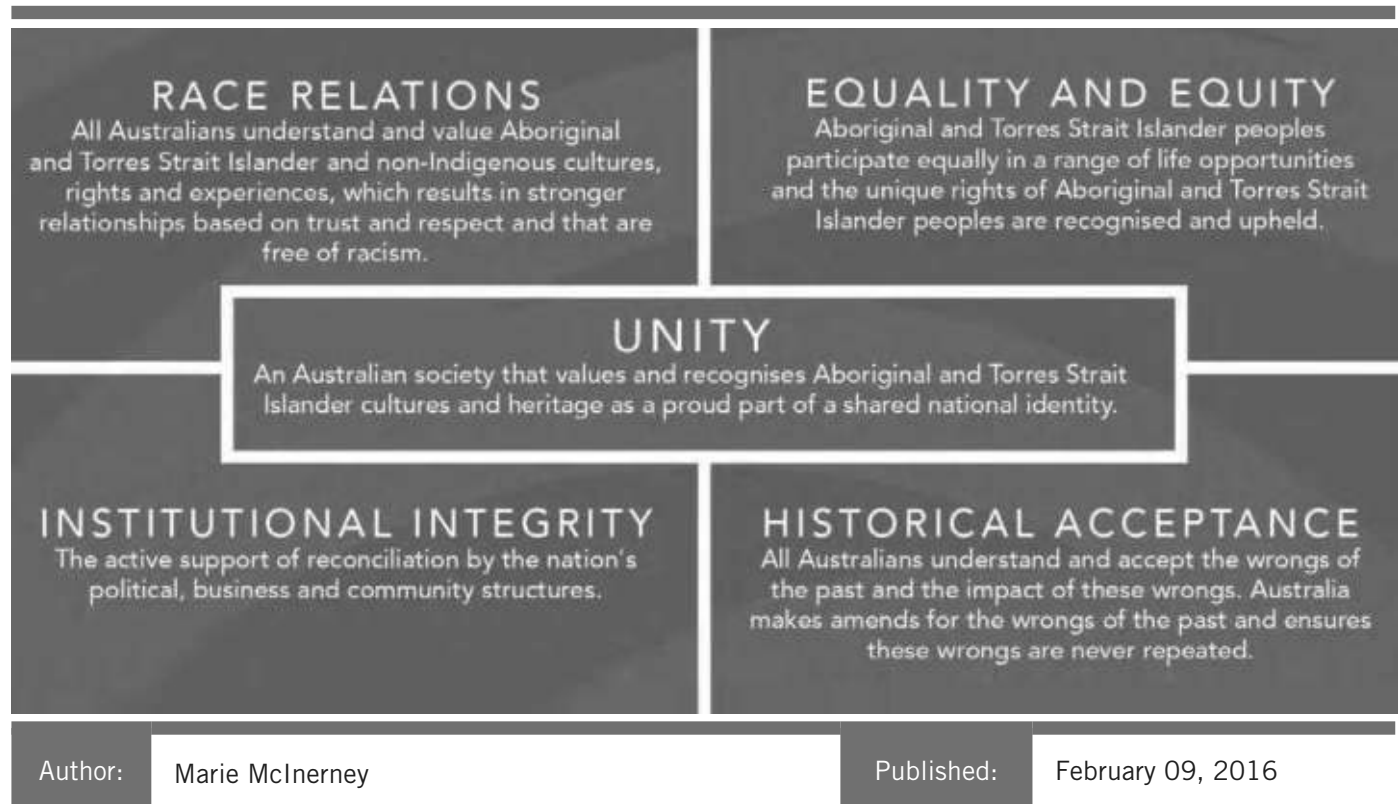 RACE RELATIONS
All Australians understand and value Aboriginal
and Torres Strait Islander and non-Indigenous cultures,
rights and experiences, which results in stronger
relationships based on trust and respect and that are
free of racism.
EQUALITY AND EQUITY
Aboriginal and Torres Strait Islander peoples
participate equally in a range of life opportunities
and the unique rights of Aboriginal and Torres Strait
Islander peoples are recognised and upheld.
UNITY
An Australian society that values and recognises Aboriginal and Torres Strait
Islander cultures and heritage as a proud part of a shared national identity.
INSTITUTIONAL INTEGRITY
The active support of reconciliation by the nation's
political, business and community structures.
HISTORICAL ACCEPTANCE
All Australians understand and accept the wrongs of
the past and the impact of these wrongs. Australia
makes amends for the wrongs of the past and ensures
these wrongs are never repeated.
Author: Marie McInerney Published: February 09, 2016